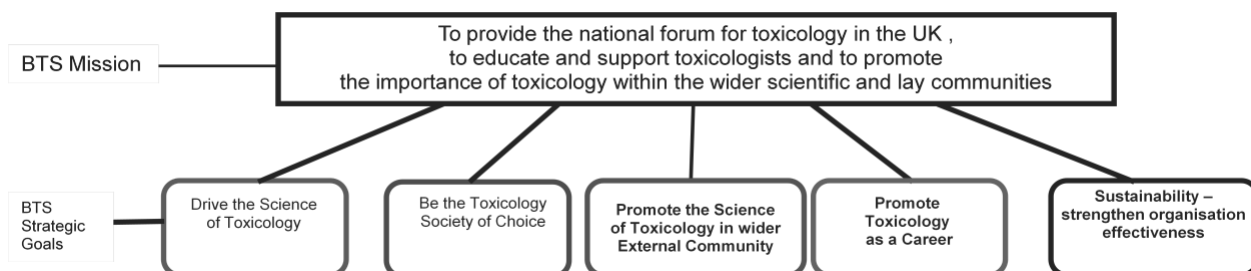 BTS Mission
To provide the national forum for toxicology in the UK ,
to educate and support toxicologists and to promote
the importance of toxicology within the wider scientific and lay communities
BTS
Strategic
Goals
Drive the Science
of Toxicology
Be the Toxicology
Society of Choice
Promote the Science
of Toxicology in wider
External Community
Promote
Toxicology
as a Career
Sustainability –
strengthen organisation
effectiveness